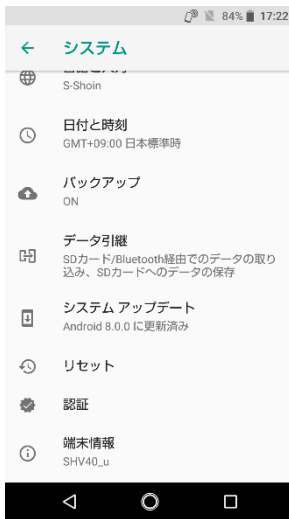 84% 17:22
システム
S-Shoin
日付と時刻
GMT+09:00 日本標準時
バックアップ
ON
データ引継
SDカード/Bluetooth経由でのデータの取り
込み、SDカードへのデータの保存
システム アップデート
Android 8.0.0 に更新済み
リセット
認証
端末情報
SHV40_u